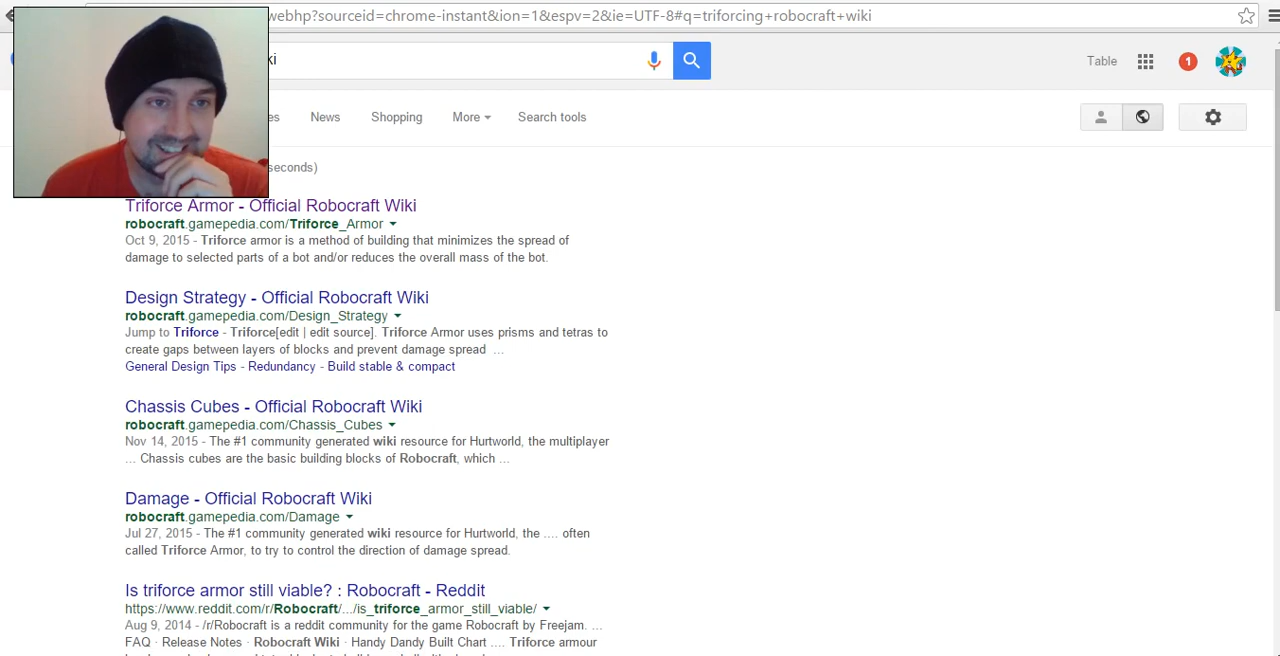 webhp?sourceid=chrome-instant&ion=1&espv=2&ie=UTF-8#q=triforcing+robocraft+wiki
ki
Table
1
es News Shopping More Search tools
seconds)
Triforce Armor - Official Robocraft Wiki
robocraft.gamepedia.com/Triforce_Armor
Oct 9, 2015 - Triforce armor is a method of building that minimizes the spread of
damage to selected parts of a bot and/or reduces the overall mass of the bot.
Design Strategy - Official Robocraft Wiki
robocraft.gamepedia.com/Design_Strategy
Jump to Triforce - Triforce[edit | edit source]. Triforce Armor uses prisms and tetras to
create gaps between layers of blocks and prevent damage spread ...
General Design Tips - Redundancy - Build stable & compact
Chassis Cubes - Official Robocraft Wiki
robocraft.gamepedia.com/Chassis_Cubes
Nov 14, 2015 - The #1 community generated wiki resource for Hurtworld, the multiplayer
... Chassis cubes are the basic building blocks of Robocraft, which ...
Damage - Official Robocraft Wiki
robocraft.gamepedia.com/Damage
Jul 27, 2015 - The #1 community generated wiki resource for Hurtworld, the .... often
called Triforce Armor, to try to control the direction of damage spread.
Is triforce armor still viable? : Robocraft - Reddit
https://www.reddit.com/r/Robocraft/.../is_triforce_armor_still_viable/
Aug 9, 2014 - /r/Robocraft is a reddit community for the game Robocraft by Freejam. ...
FAQ · Release Notes · Robocraft Wiki · Handy Dandy Built Chart .... Triforce armour